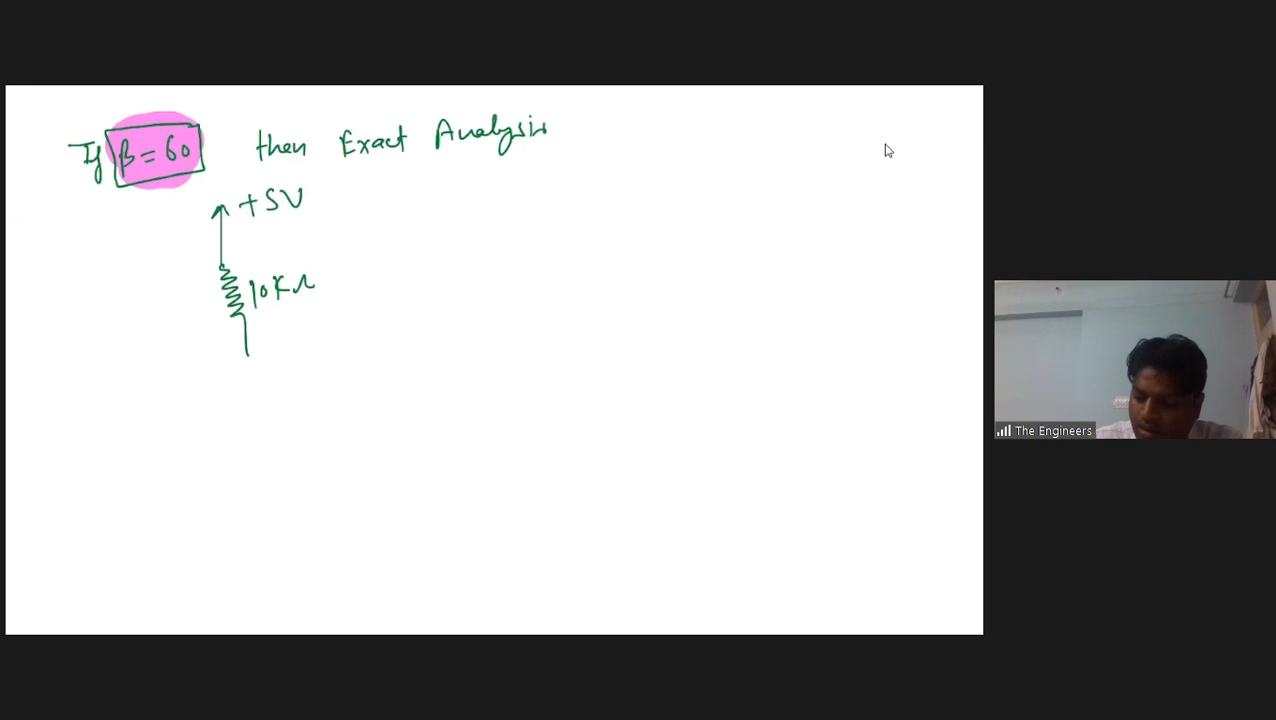 If β = 60 then Exact Analysis
+5V
10KΩ
The Engineers